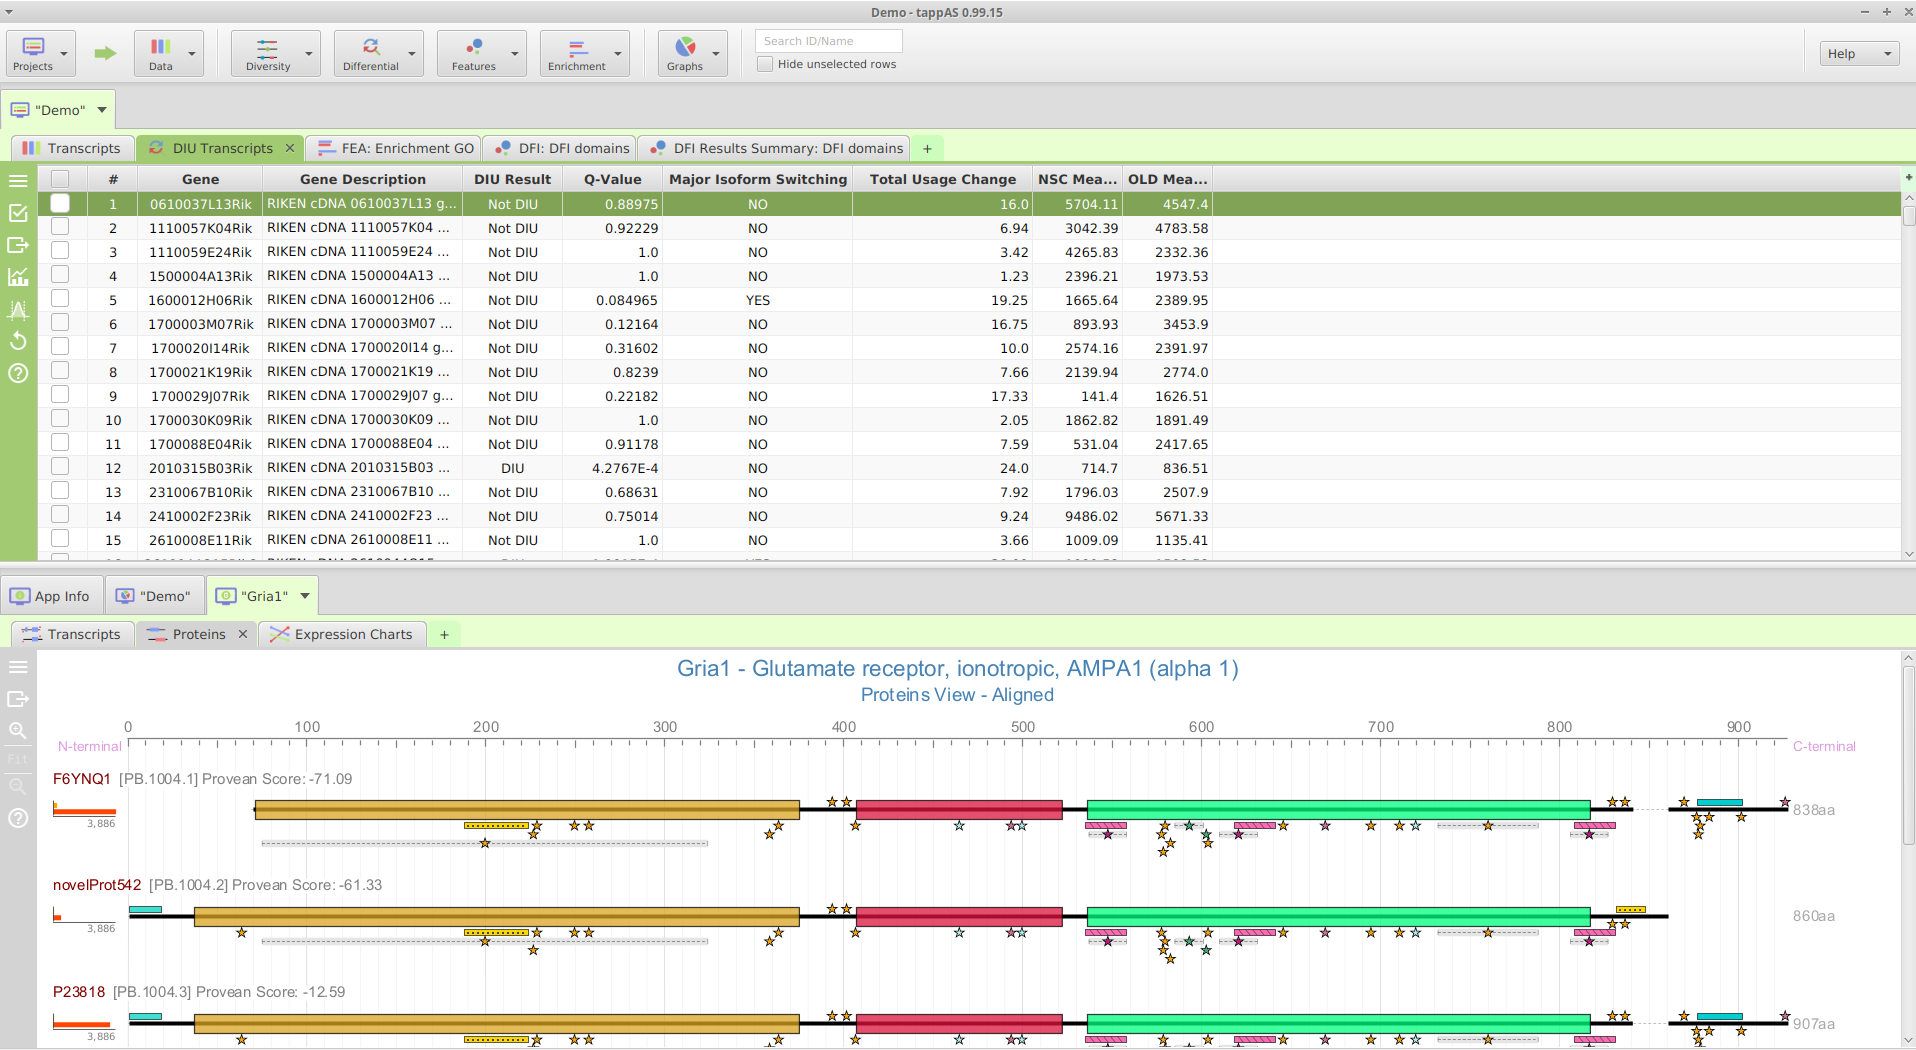 Demo - tappAS 0.99.15
Projects Data Diversity Differential Features Enrichment Graphs Search ID/Name Hide unselected rows Help
"Demo"
Transcripts DIU Transcripts FEA: Enrichment GO DFI: DFI domains DFI Results Summary: DFI domains +
# Gene Gene Description DIU Result Q-Value Major Isoform Switching Total Usage Change NSC Mea... OLD Mea...
1 0610037L13Rik RIKEN cDNA 0610037L13 g... Not DIU 0.88975 NO 16.0 5704.11 4547.4
2 1110057K04Rik RIKEN cDNA 1110057K04 ... Not DIU 0.92229 NO 6.94 3042.39 4783.58
3 1110059E24Rik RIKEN cDNA 1110059E24 ... Not DIU 1.0 NO 3.42 4265.83 2332.36
4 1500004A13Rik RIKEN cDNA 1500004A13 ... Not DIU 1.0 NO 1.23 2396.21 1973.53
5 1600012H06Rik RIKEN cDNA 1600012H06 ... Not DIU 0.084965 YES 19.25 1665.64 2389.95
6 1700003M07Rik RIKEN cDNA 1700003M07 ... Not DIU 0.12164 NO 16.75 893.93 3453.9
7 1700020I14Rik RIKEN cDNA 1700020I14 g... Not DIU 0.31602 NO 10.0 2574.16 2391.97
8 1700021K19Rik RIKEN cDNA 1700021K19 ... Not DIU 0.8239 NO 7.66 2139.94 2774.0
9 1700029J07Rik RIKEN cDNA 1700029J07 g... Not DIU 0.22182 NO 17.33 141.4 1626.51
10 1700030K09Rik RIKEN cDNA 1700030K09 ... Not DIU 1.0 NO 2.05 1862.82 1891.49
11 1700088E04Rik RIKEN cDNA 1700088E04 ... Not DIU 0.91178 NO 7.59 531.04 2417.65
12 2010315B03Rik RIKEN cDNA 2010315B03 ... DIU 4.2767E-4 NO 24.0 714.7 836.51
13 2310067B10Rik RIKEN cDNA 2310067B10 ... Not DIU 0.68631 NO 7.92 1796.03 2507.9
14 2410002F23Rik RIKEN cDNA 2410002F23 ... Not DIU 0.75014 NO 9.24 9486.02 5671.33
15 2610008E11Rik RIKEN cDNA 2610008E11 ... Not DIU 1.0 NO 3.66 1009.09 1135.41
App Info "Demo" "Gria1"
Transcripts Proteins Expression Charts +
Gria1 - Glutamate receptor, ionotropic, AMPA1 (alpha 1)
Proteins View - Aligned
0 100 200 300 400 500 600 700 800 900
N-terminal C-terminal
Fit
F6YNQ1 [PB.1004.1] Provean Score: -71.09
3,886 838aa
novelProt542 [PB.1004.2] Provean Score: -61.33
3,886 860aa
P23818 [PB.1004.3] Provean Score: -12.59
3,886 907aa